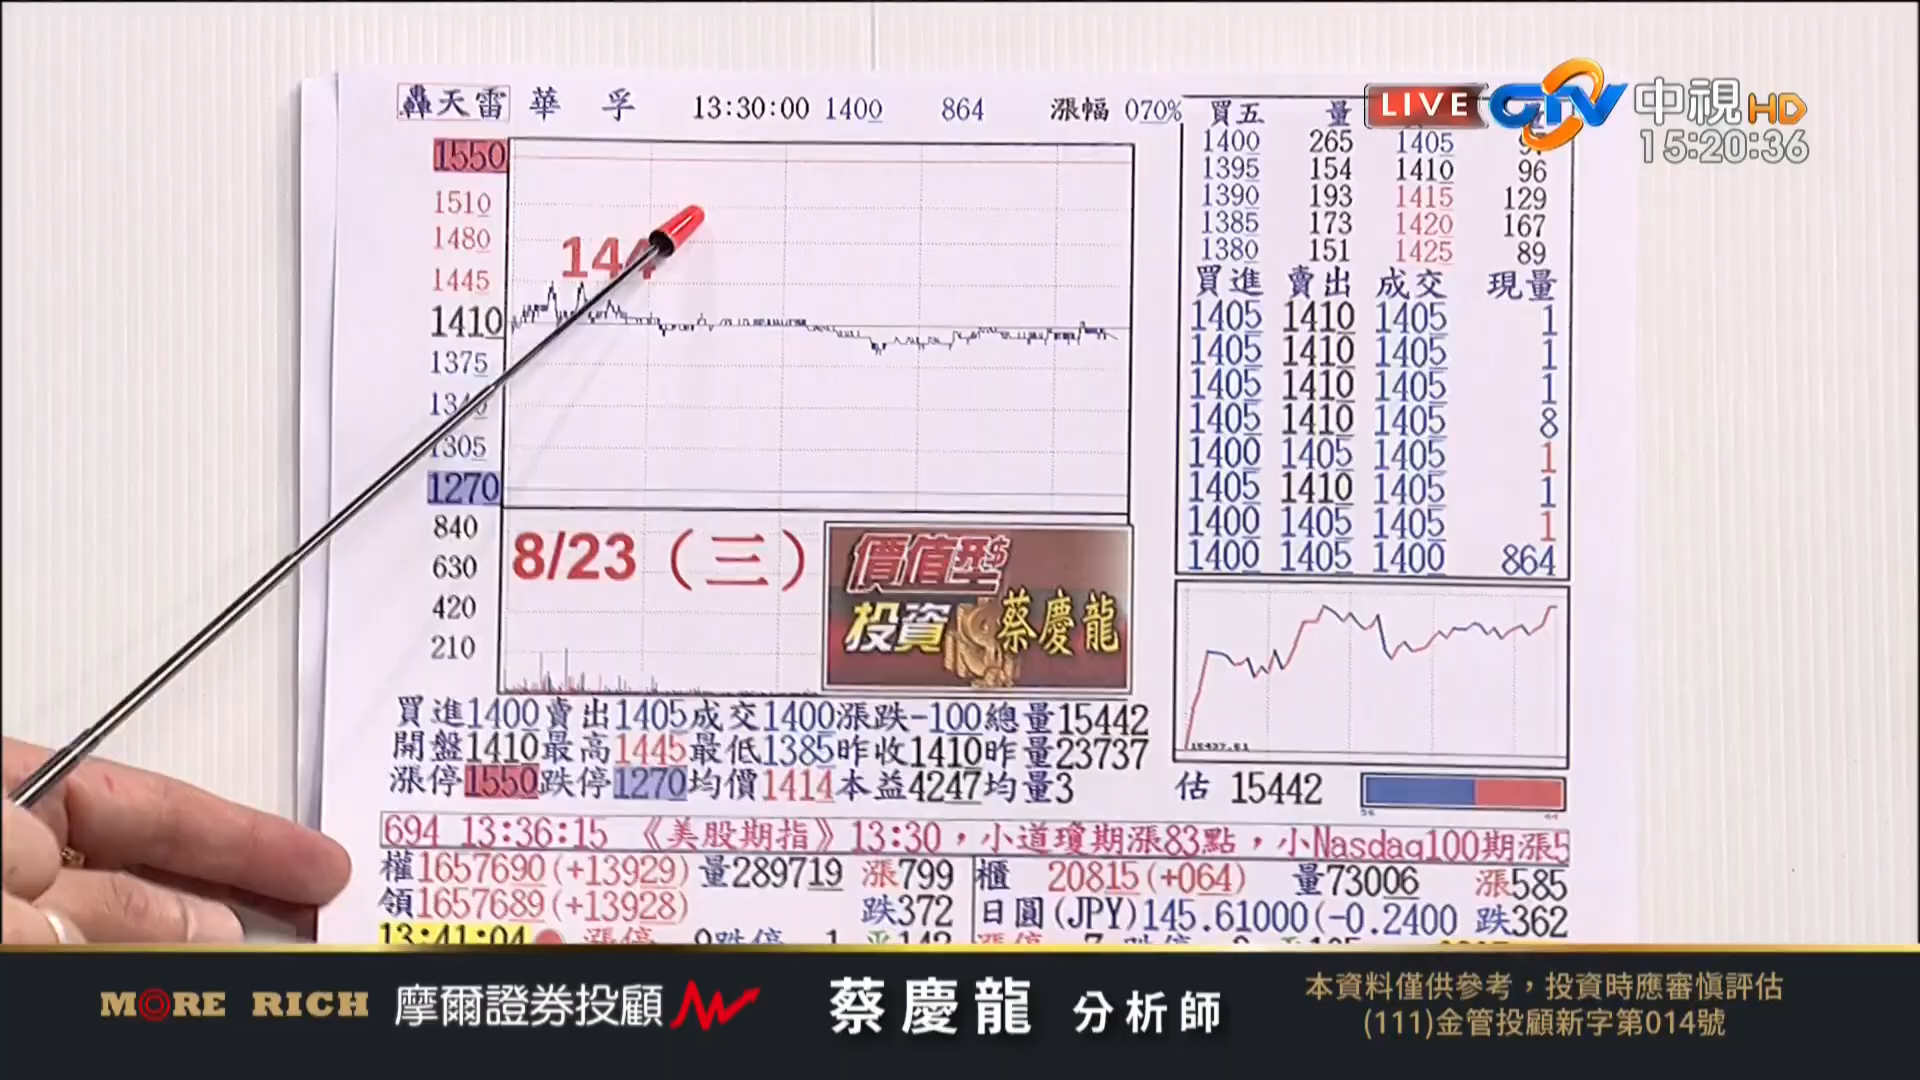 轟天雷 華 孚 13:30:00 1400 864 漲幅 070%
LIVE CTV 中視HD
15:20:36
1550
1510
1480
1445
1410
1375
1305
1270
840
630
420
210
144
8/23(三)
價值型$
投資 蔡慶龍
買五 量
1400 265 1405
1395 154 1410 96
1390 193 1415 129
1385 173 1420 167
1380 151 1425 89
買進 賣出 成交 現量
1405 1410 1405 1
1405 1410 1405 1
1405 1410 1405 1
1405 1410 1405 8
1400 1405 1405 1
1405 1410 1405 1
1400 1405 1405 1
1400 1405 1400 864
15437.61
估 15442
買進1400賣出1405成交1400漲跌-100總量15442
開盤1410最高1445最低1385昨收1410昨量23737
漲停1550跌停1270均價1414本益4247均量3
694 13:36:15 《美股期指》13:30,小道瓊期漲83點,小Nasdaq100期漲5
權1657690(+13929)量289719 漲799
領1657689(+13928) 跌372
櫃 20815(+064) 量73006 漲585
日圓(JPY)145.61000(-0.2400 跌362
13:41:04
MORE RICH 摩爾證券投顧 蔡慶龍 分析師
本資料僅供參考,投資時應審慎評估
(111)金管投顧新字第014號